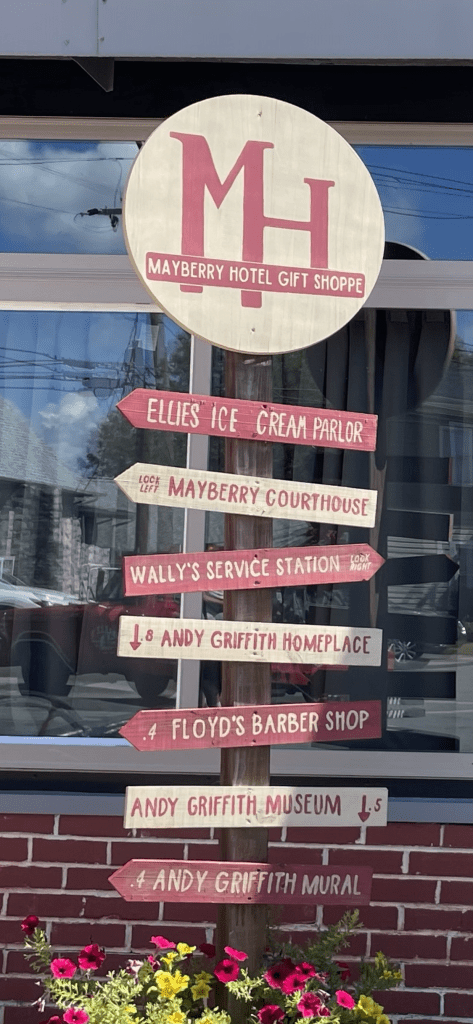 MH
MAYBERRY HOTEL GIFT SHOPPE
ELLIES' ICE CREAM PARLOR
LOOK LEFT MAYBERRY COURTHOUSE
WALLY'S SERVICE STATION LOOK RIGHT
↓.8 ANDY GRIFFITH HOMEPLACE
.4 FLOYD'S BARBER SHOP
ANDY GRIFFITH MUSEUM ↓.5
.4 ANDY GRIFFITH MURAL